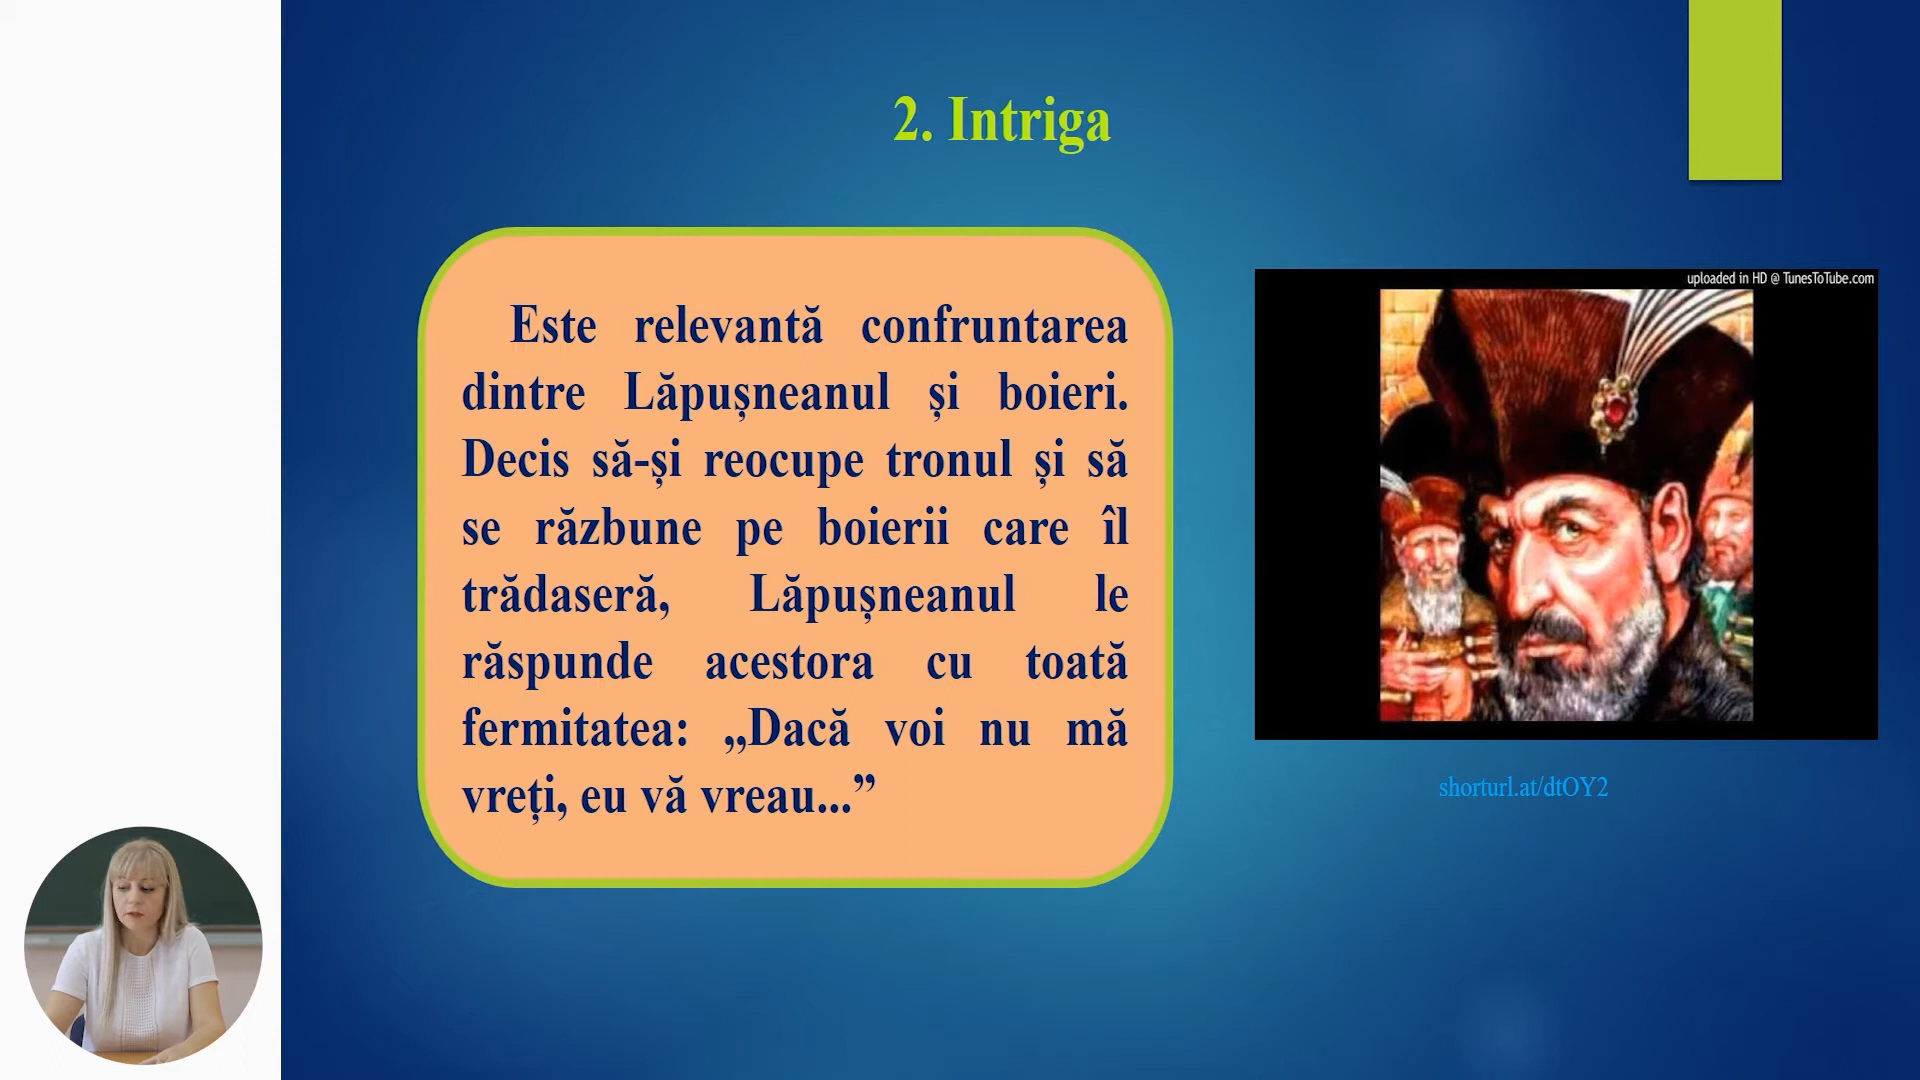 2. Intriga
Este relevantă confruntarea
dintre Lăpușneanul și boieri.
Decis să-și reocupe tronul și să
se răzbune pe boierii care îl
trădaseră, Lăpușneanul le
răspunde acestora cu toată
fermitatea: „Dacă voi nu mă
vreți, eu vă vreau...”
uploaded in HD @ TunesToTube.com
shorturl.at/dtOY2